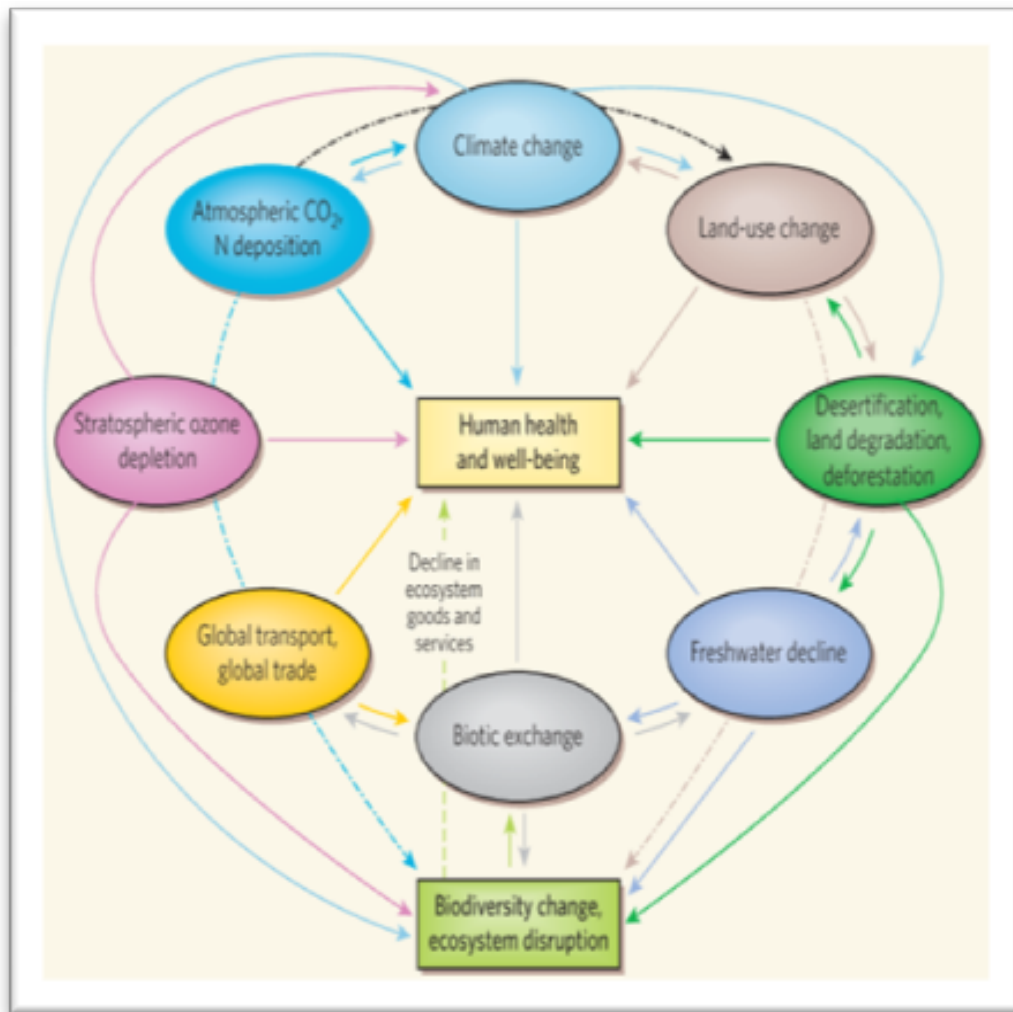 Climate change
Atmospheric CO₂,
N deposition
Land-use change
Stratospheric ozone
depletion
Human health
and well-being
Desertification,
land degradation,
deforestation
Decline in
ecosystem
goods and
services
Global transport,
global trade
Freshwater decline
Biotic exchange
Biodiversity change,
ecosystem disruption